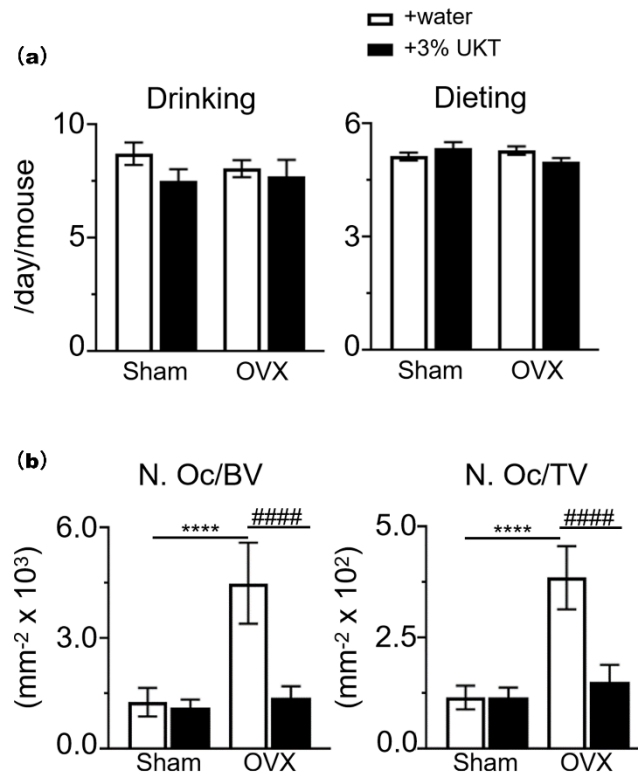 +water
+3% UKT
(a)
Drinking
Dieting
/day/mouse
10
5
0
6
3
0
Sham
OVX
Sham
OVX
(b)
N. Oc/BV
N. Oc/TV
(mm⁻² x 10³)
6.0
3.0
0.0
****
####
(mm⁻² x 10²)
5.0
2.5
0.0
****
####
Sham
OVX
Sham
OVX